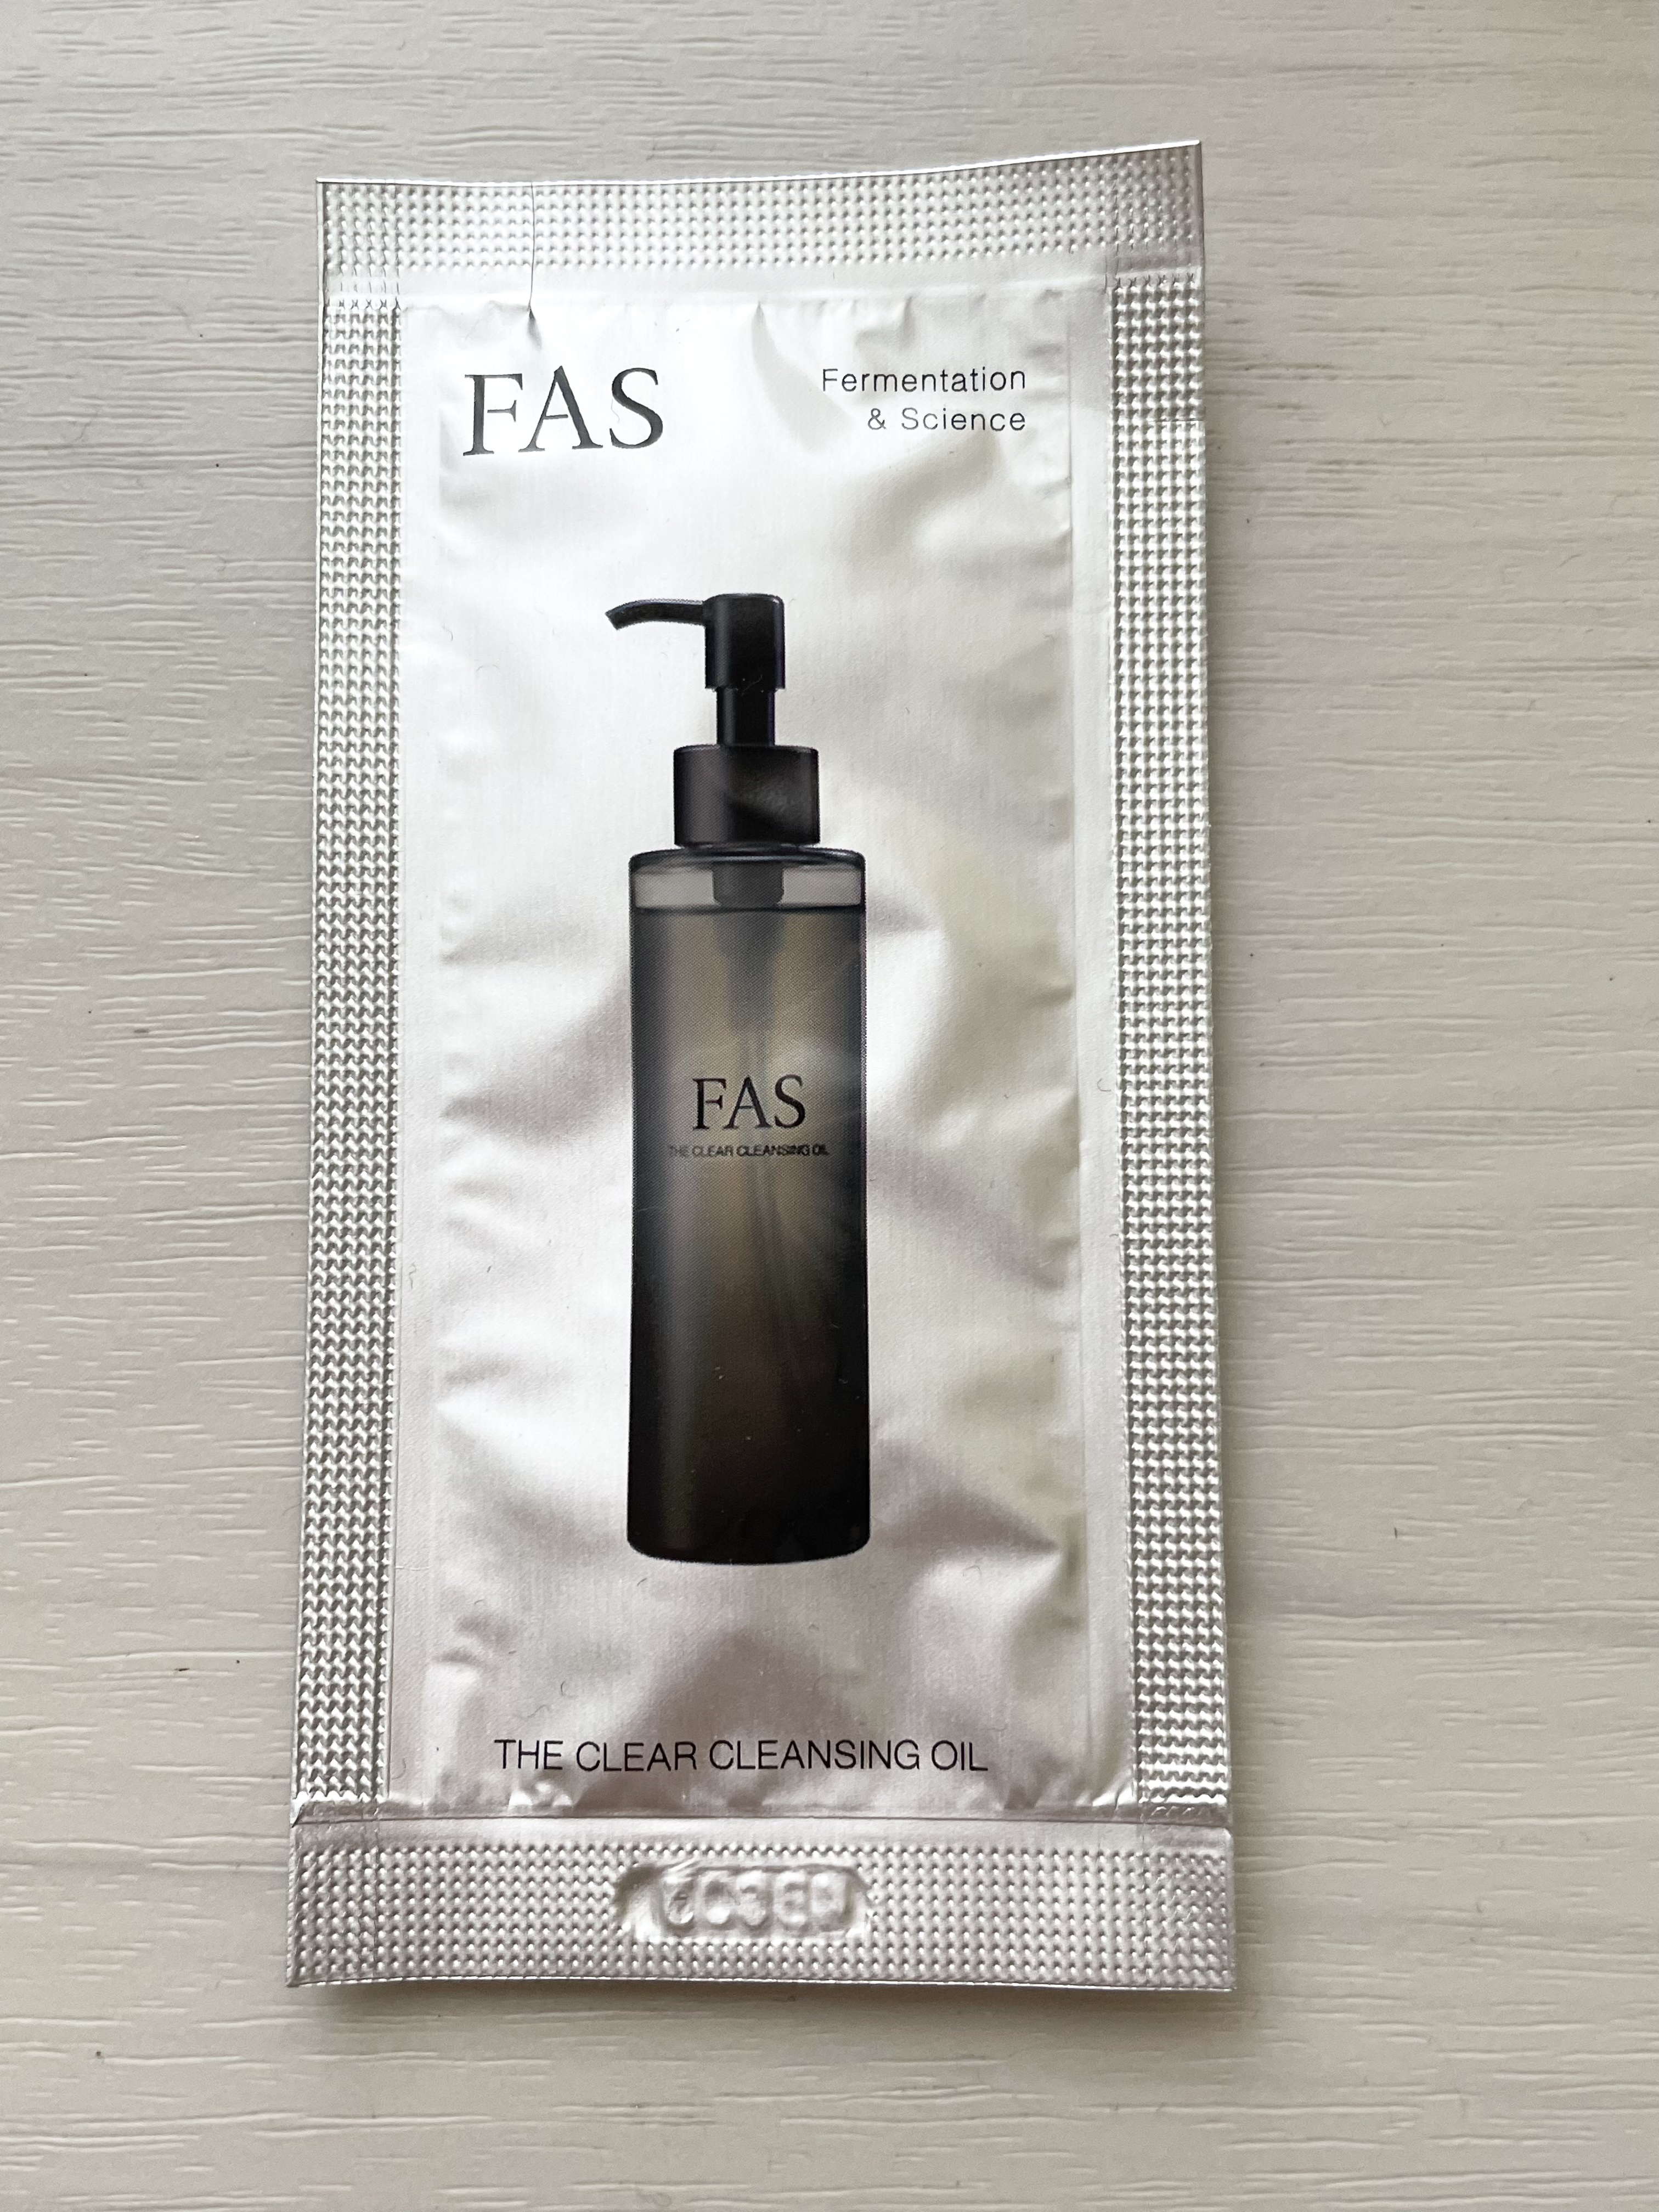 FAS
Fermentation
& Science
FAS
THE CLEAR CLEANSING OIL
THE CLEAR CLEANSING OIL